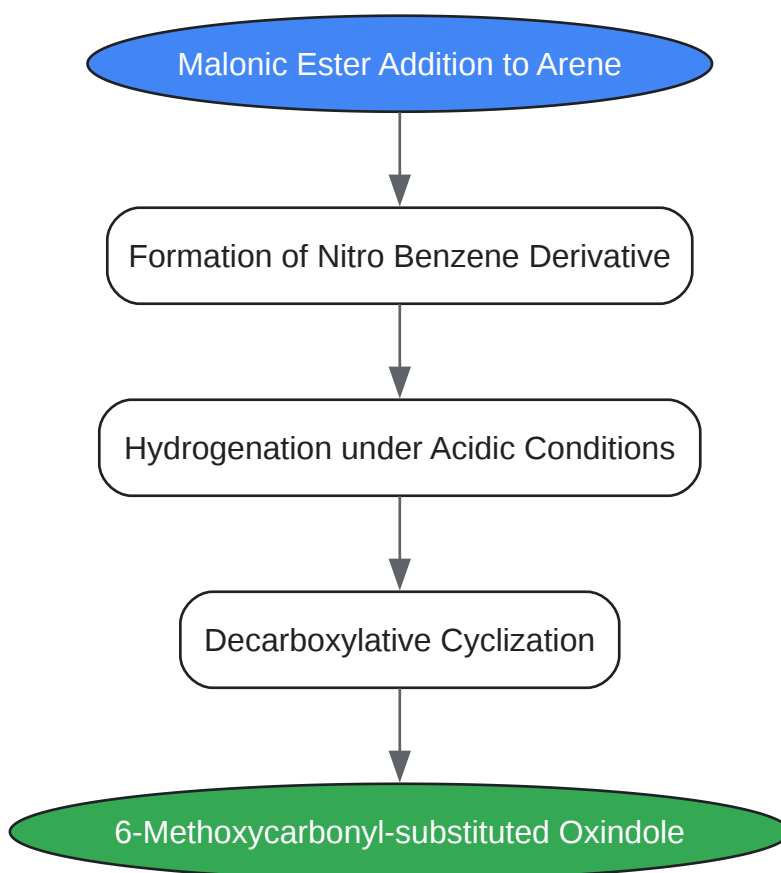 Malonic Ester Addition to Arene
Formation of Nitro Benzene Derivative
Hydrogenation under Acidic Conditions
Decarboxylative Cyclization
6-Methoxycarbonyl-substituted Oxindole